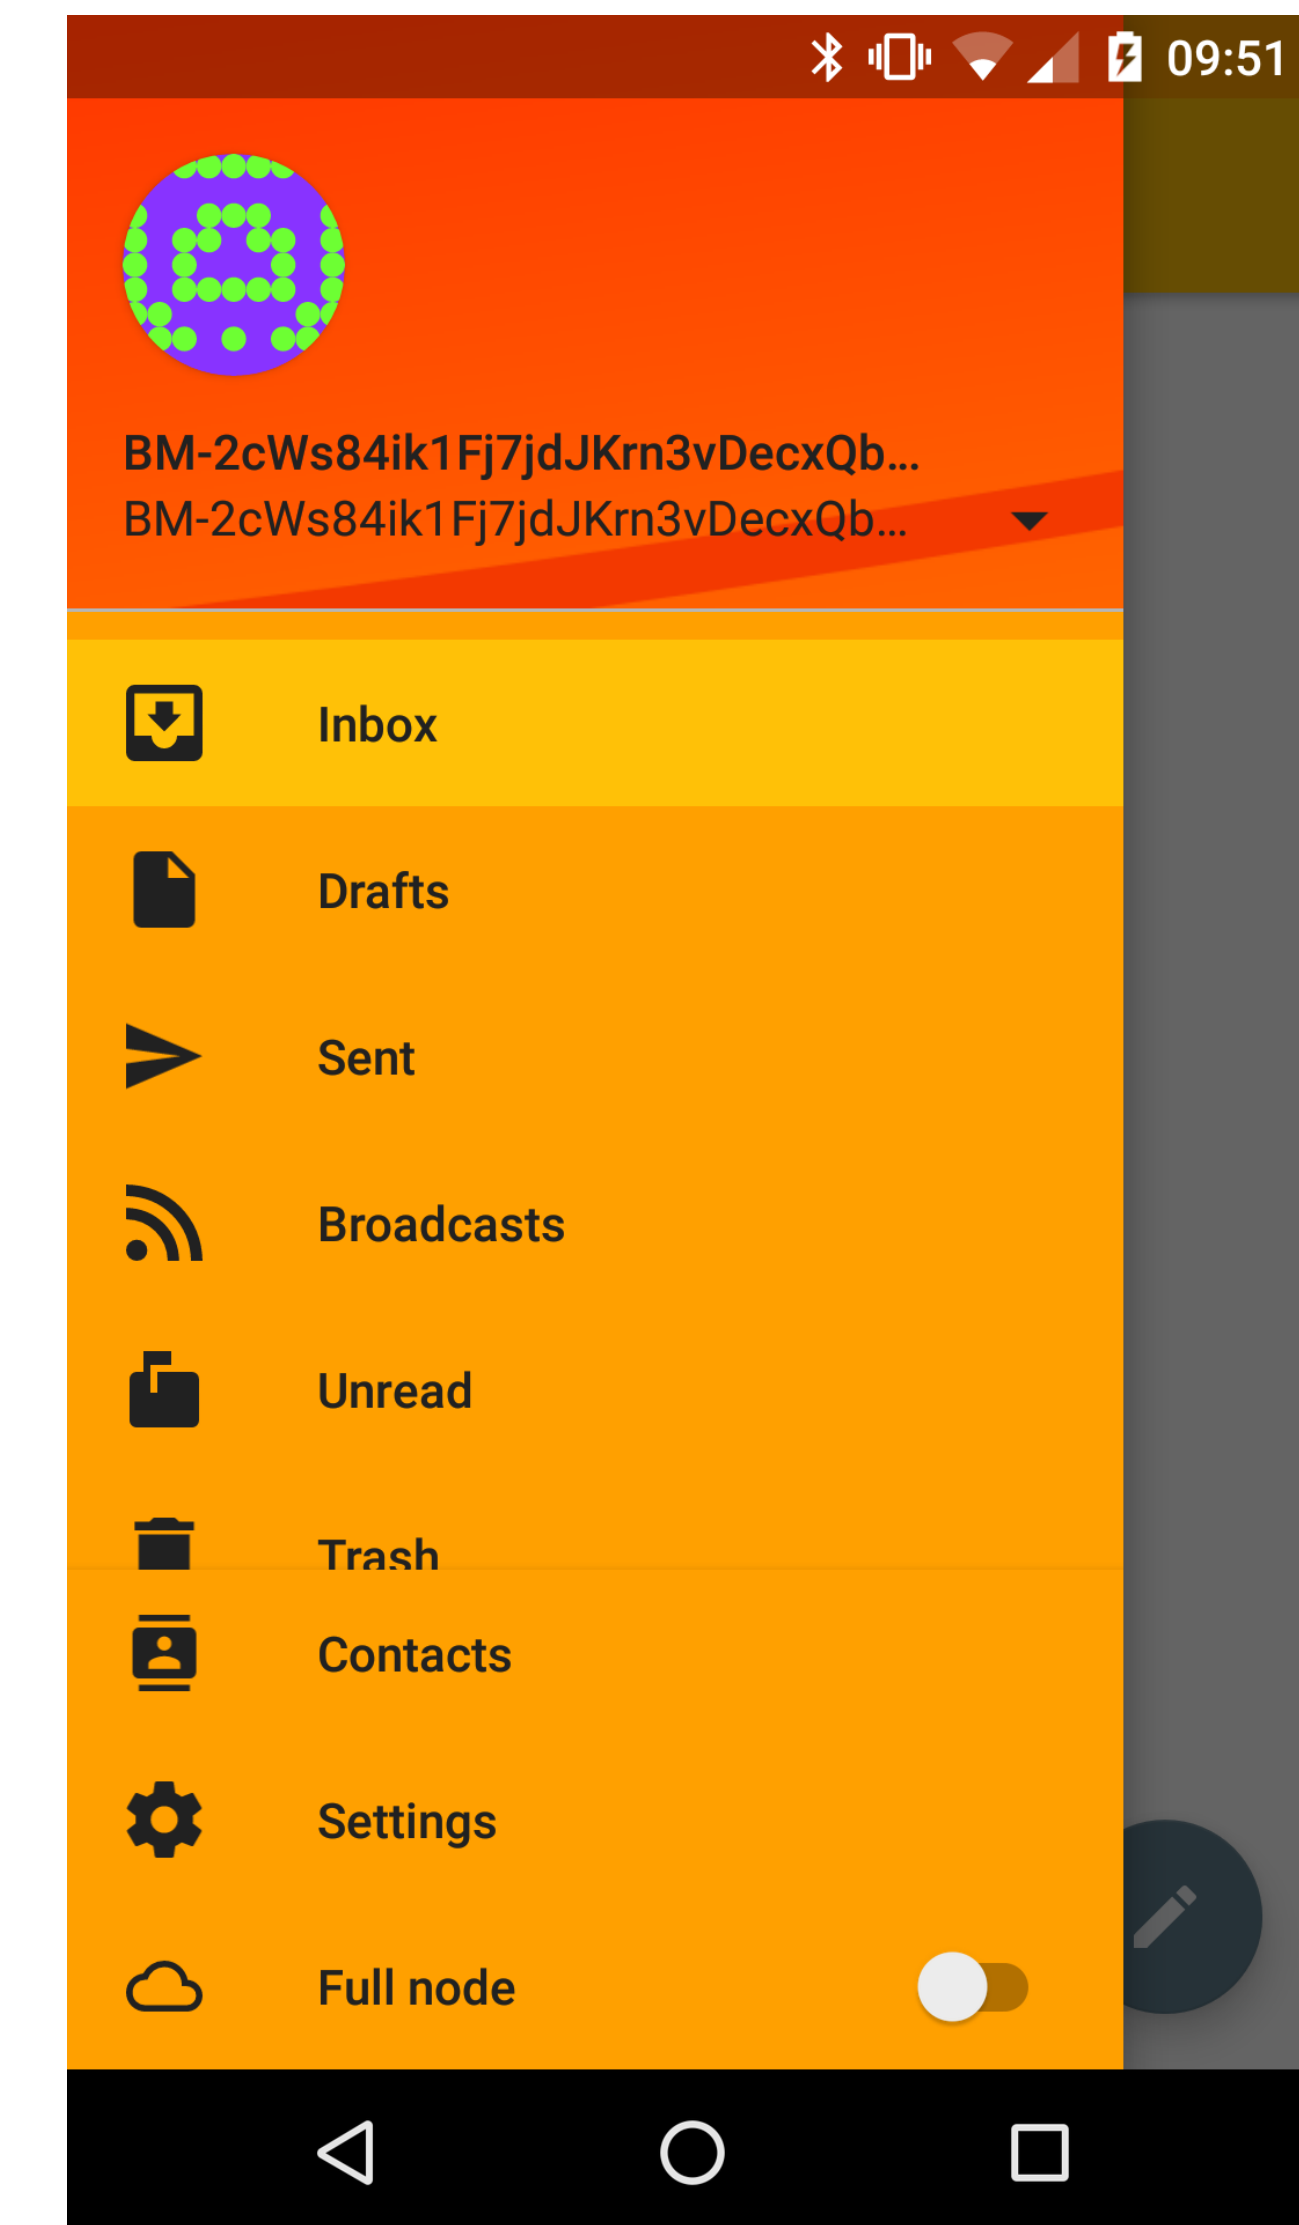 09:51
BM-2cWs84ik1Fj7jdJKrn3vDecxQb...
BM-2cWs84ik1Fj7jdJKrn3vDecxQb...
Inbox
Drafts
Sent
Broadcasts
Unread
Trash
Contacts
Settings
Full node